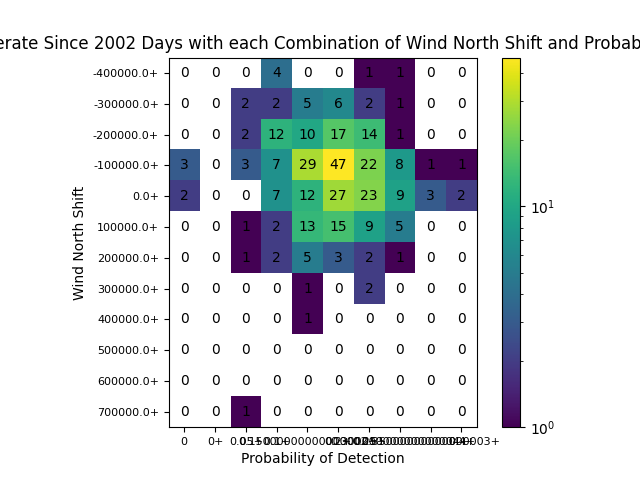 erate Since 2002 Days with each Combination of Wind North Shift and Probab
-400000.0+ 0 0 0 4 0 0 1 1 0 0
-300000.0+ 0 0 2 2 5 6 2 1 0 0
-200000.0+ 0 0 2 12 10 17 14 1 0 0
-100000.0+ 3 0 3 7 29 47 22 8 1 1
0.0+ 2 0 0 7 12 27 23 9 3 2
100000.0+ 0 0 1 2 13 15 9 5 0 0
200000.0+ 0 0 1 2 5 3 2 1 0 0
300000.0+ 0 0 0 0 1 0 2 0 0 0
400000.0+ 0 0 0 0 1 0 0 0 0 0
500000.0+ 0 0 0 0 0 0 0 0 0 0
600000.0+ 0 0 0 0 0 0 0 0 0 0
700000.0+ 0 0 1 0 0 0 0 0 0 0
0 0+
Probability of Detection
Wind North Shift
10^1
10^0